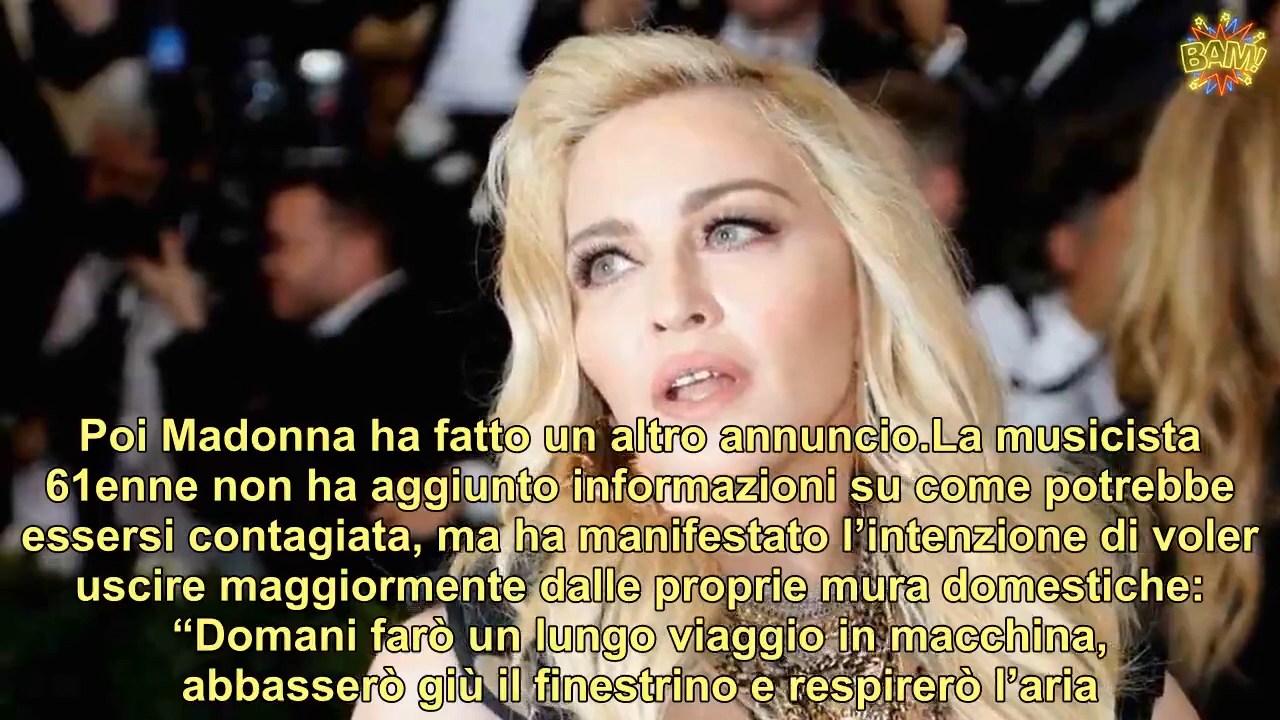 BAM!
Poi Madonna ha fatto un altro annuncio.La musicista
61enne non ha aggiunto informazioni su come potrebbe
essersi contagiata, ma ha manifestato l’intenzione di voler
uscire maggiormente dalle proprie mura domestiche:
“Domani farò un lungo viaggio in macchina,
abbasserò giù il finestrino e respirerò l’aria